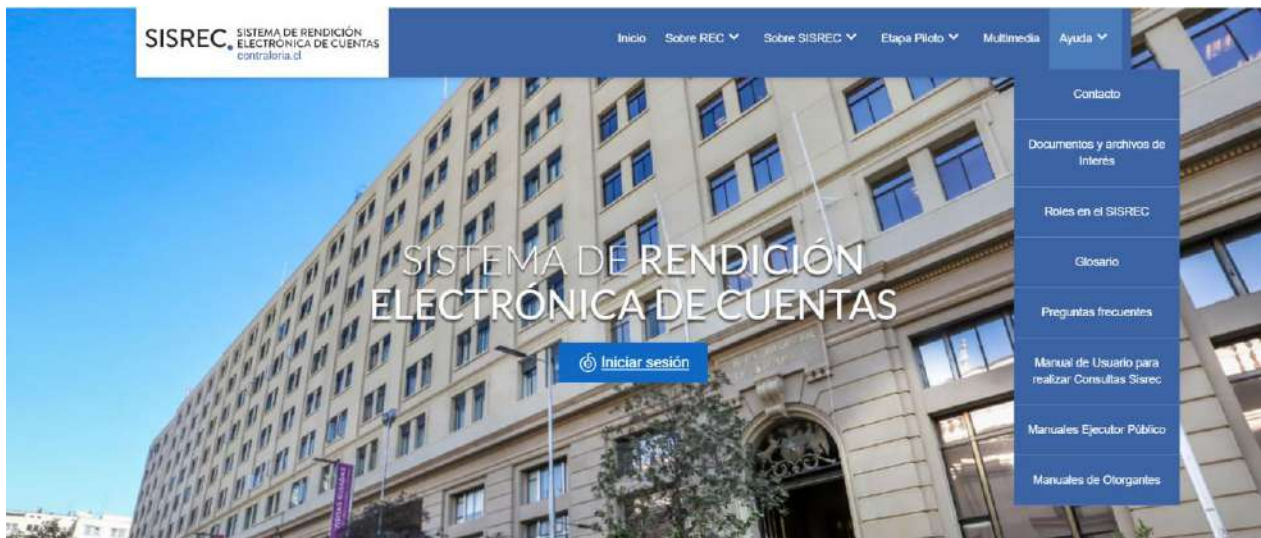 SISREC.
SISTEMA DE RENDICIÓN
ELECTRÓNICA DE CUENTAS
contraloria.cl
Inicio Sobre REC Sobre SISREC Etapa Piloto Multimedia Ayuda
Contacto
Documentos y archivos de
Interés
Roles en el SISREC
Glosario
Preguntas frecuentes
Manual de Usuario para
realizar Consultas Sisrec
Manuales Ejecutor Público
Manuales de Otorgantes
SISTEMA DE RENDICIÓN
ELECTRÓNICA DE CUENTAS
Iniciar sesión